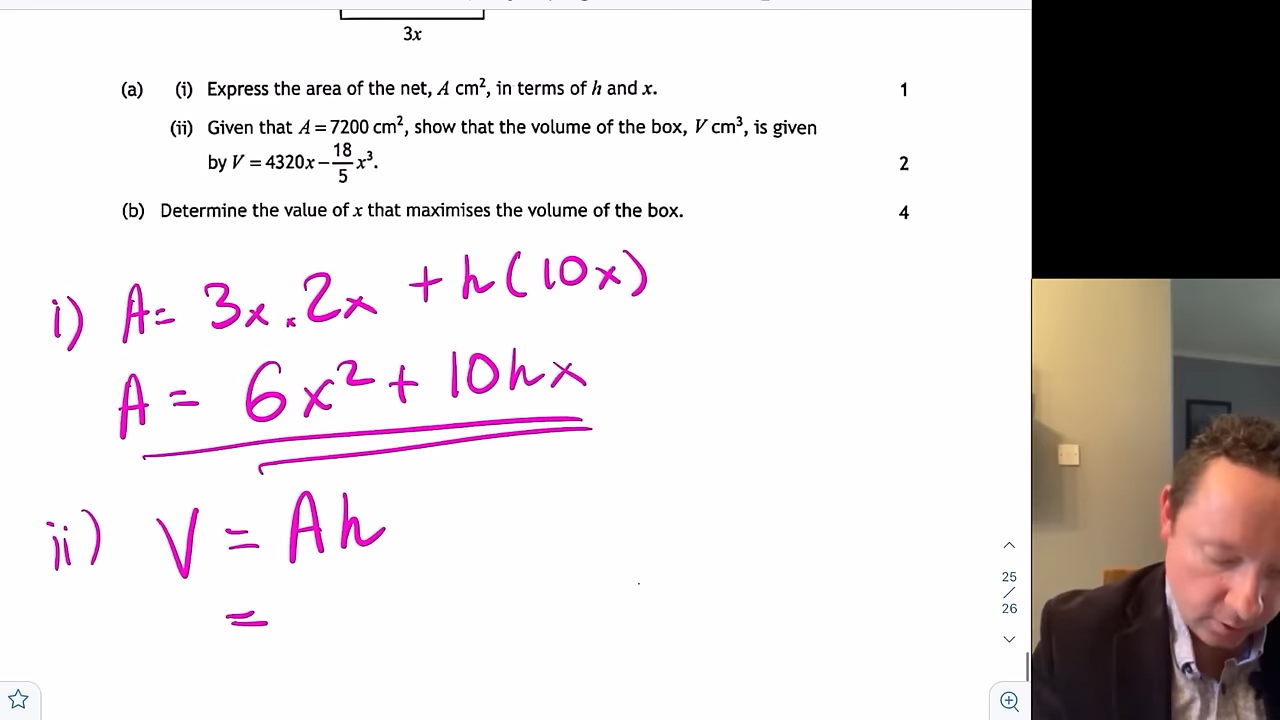 3x
(a) (i) Express the area of the net, A cm², in terms of h and x. 1
(ii) Given that A = 7200 cm², show that the volume of the box, V cm³, is given
by V = 4320x − 18/5 x³. 2
(b) Determine the value of x that maximises the volume of the box. 4
i) A = 3x . 2x + h(10x)
A = 6x² + 10hx
ii) V = Ah
=
25
/
26